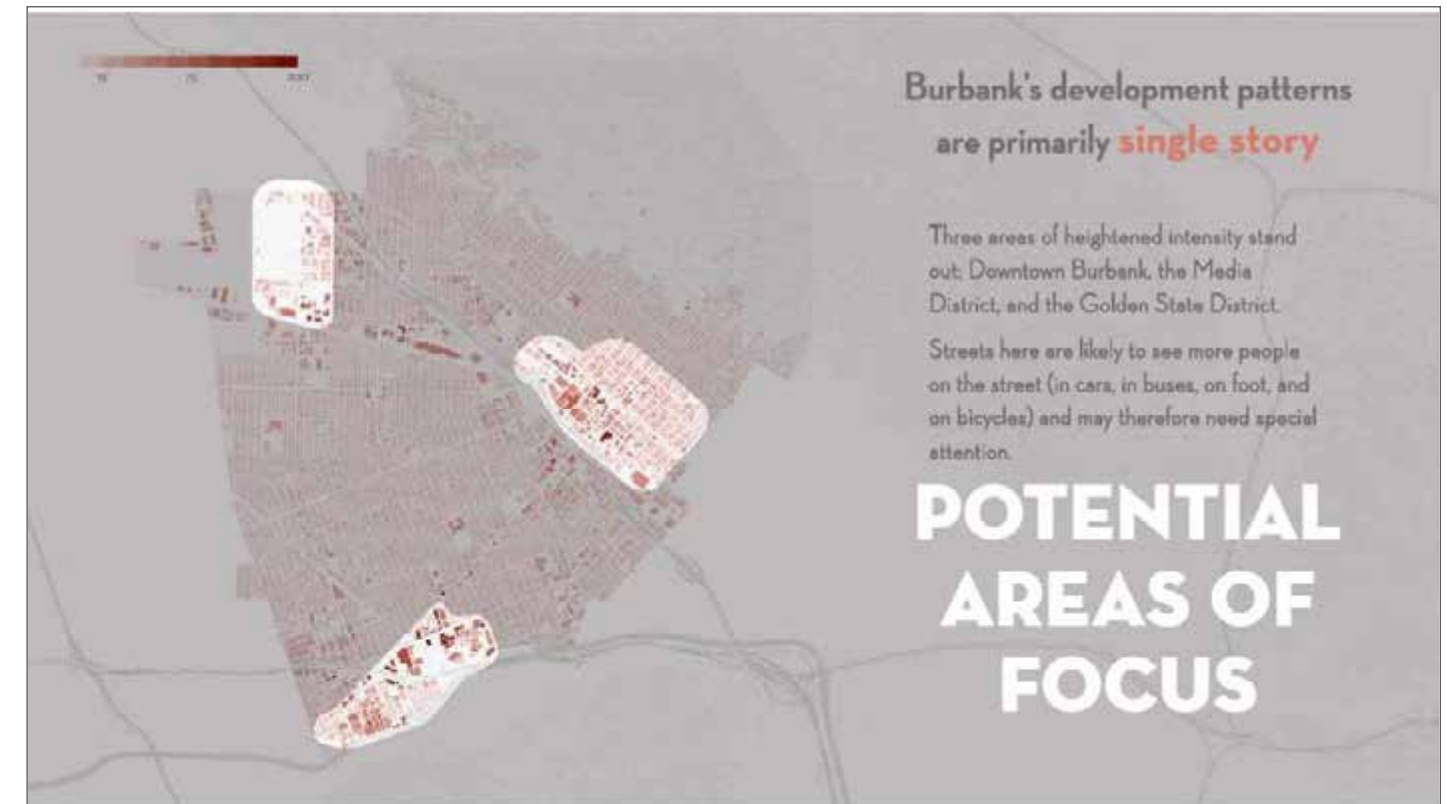 Burbank's development patterns
are primarily single story
Three areas of heightened intensity stand
out: Downtown Burbank, the Media
District, and the Golden State District.
Streets here are likely to see more people
on the street (in cars, in buses, on foot, and
on bicycles) and may therefore need special
attention.
POTENTIAL
AREAS OF
FOCUS